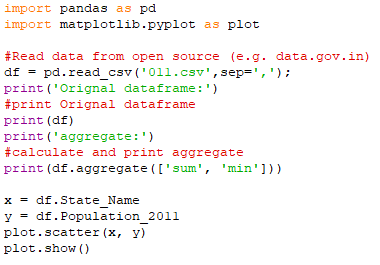 import pandas as pd
import matplotlib.pyplot as plot
#Read data from open source (e.g. data.gov.in)
df = pd.read_csv('011.csv',sep=',');
print('Orignal dataframe:')
#print Orignal dataframe
print(df)
print('aggregate:')
#calculate and print aggregate
print(df.aggregate(['sum', 'min']))
x = df.State_Name
y = df.Population_2011
plot.scatter(x, y)
plot.show()